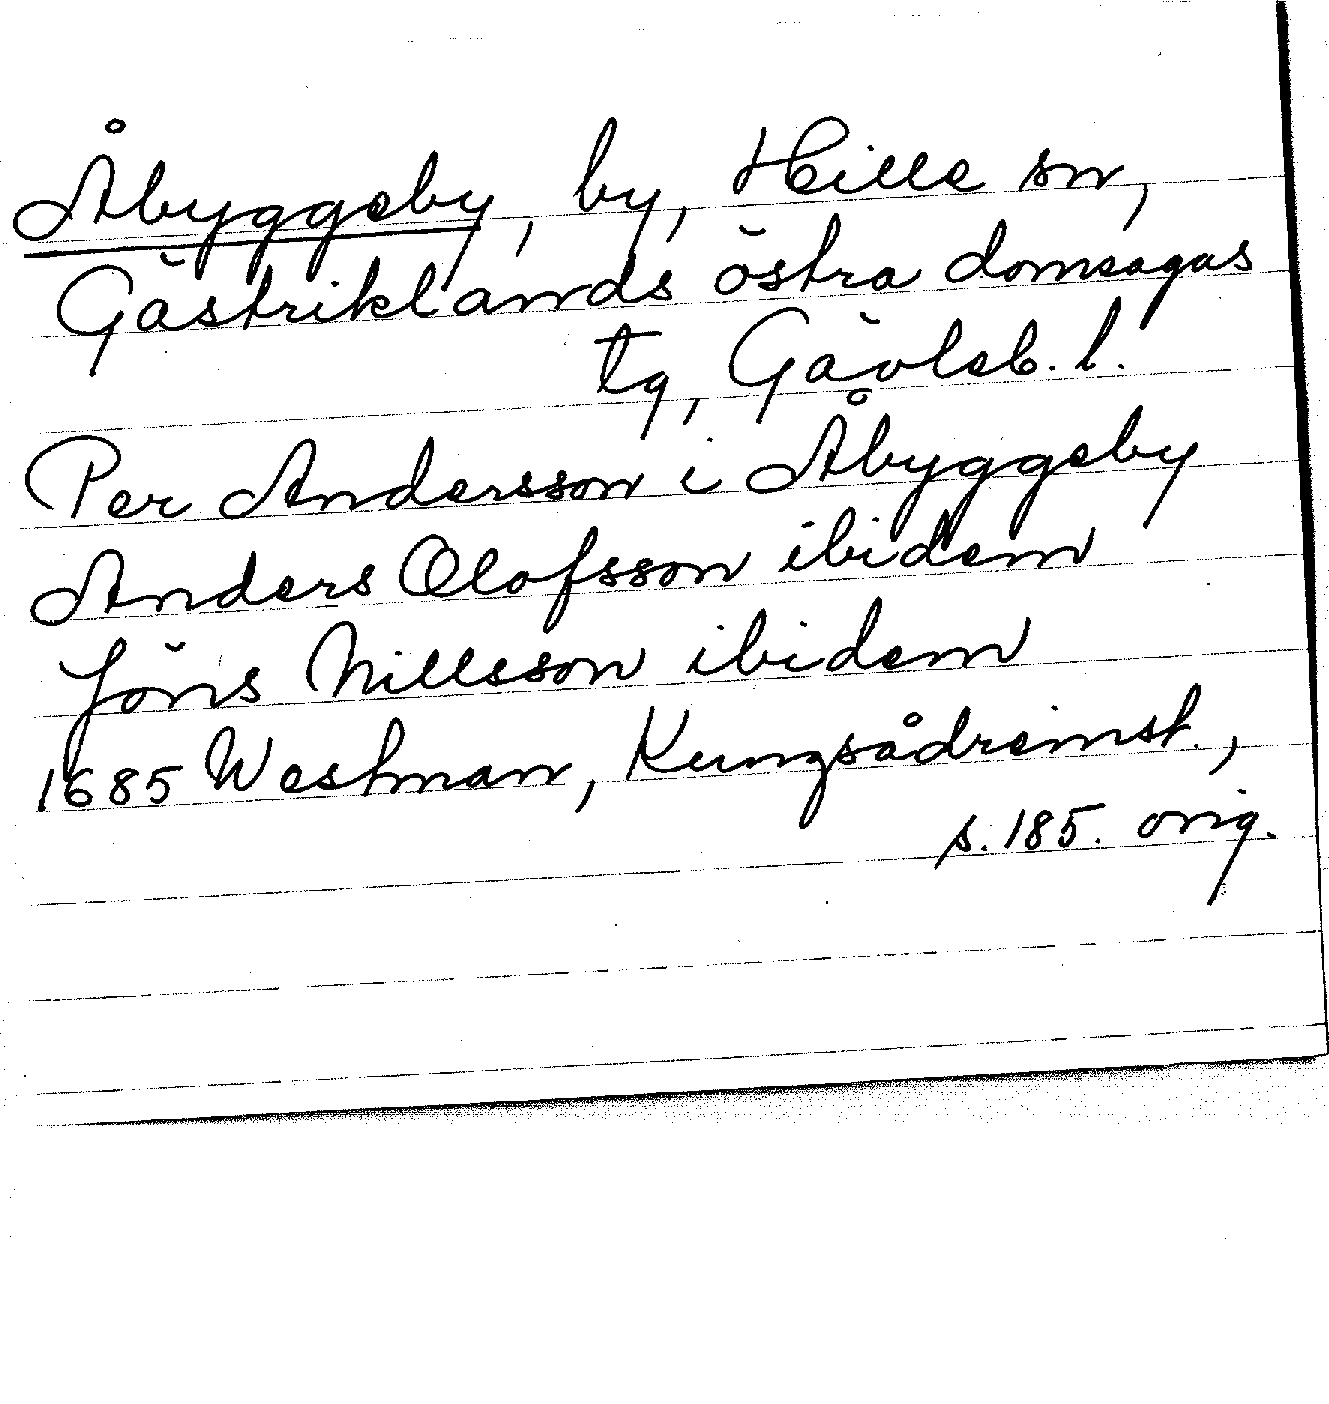 Åbyggeby, by, Hille sn,
Gästriklands östra domsagas
tg, Gävleb. l.
Per Andersson i Åbyggeby
Anders Olofsson ibidem
Jöns Nillsson ibidem
1685 Westman, Kungsådreinst.,
s. 185. orig.